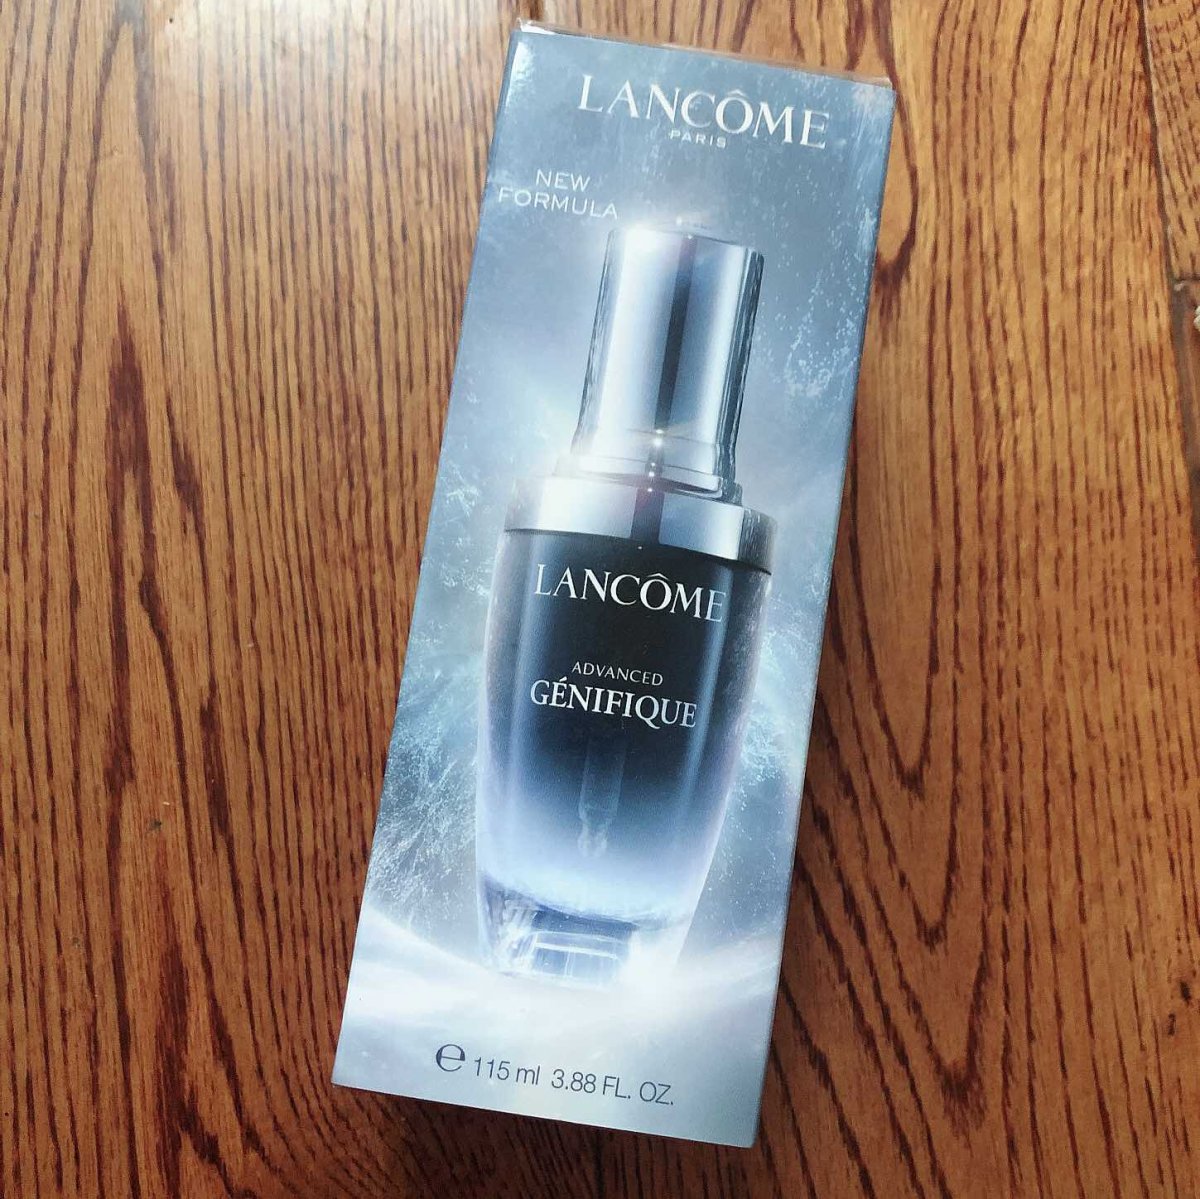 LANCÔME
PARIS
NEW
FORMULA
LANCÔME
ADVANCED
GÉNIFIQUE
℮ 115 ml 3.88 FL. OZ.